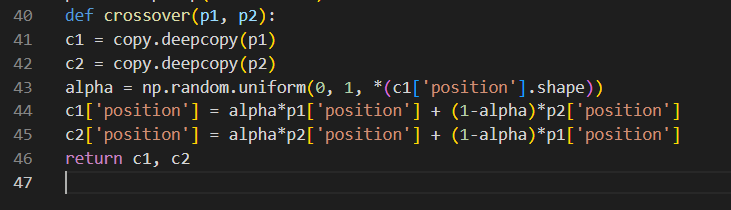 40 def crossover(p1, p2):
41 c1 = copy.deepcopy(p1)
42 c2 = copy.deepcopy(p2)
43 alpha = np.random.uniform(0, 1, *(c1['position'].shape))
44 c1['position'] = alpha*p1['position'] + (1-alpha)*p2['position']
45 c2['position'] = alpha*p2['position'] + (1-alpha)*p1['position']
46 return c1, c2
47